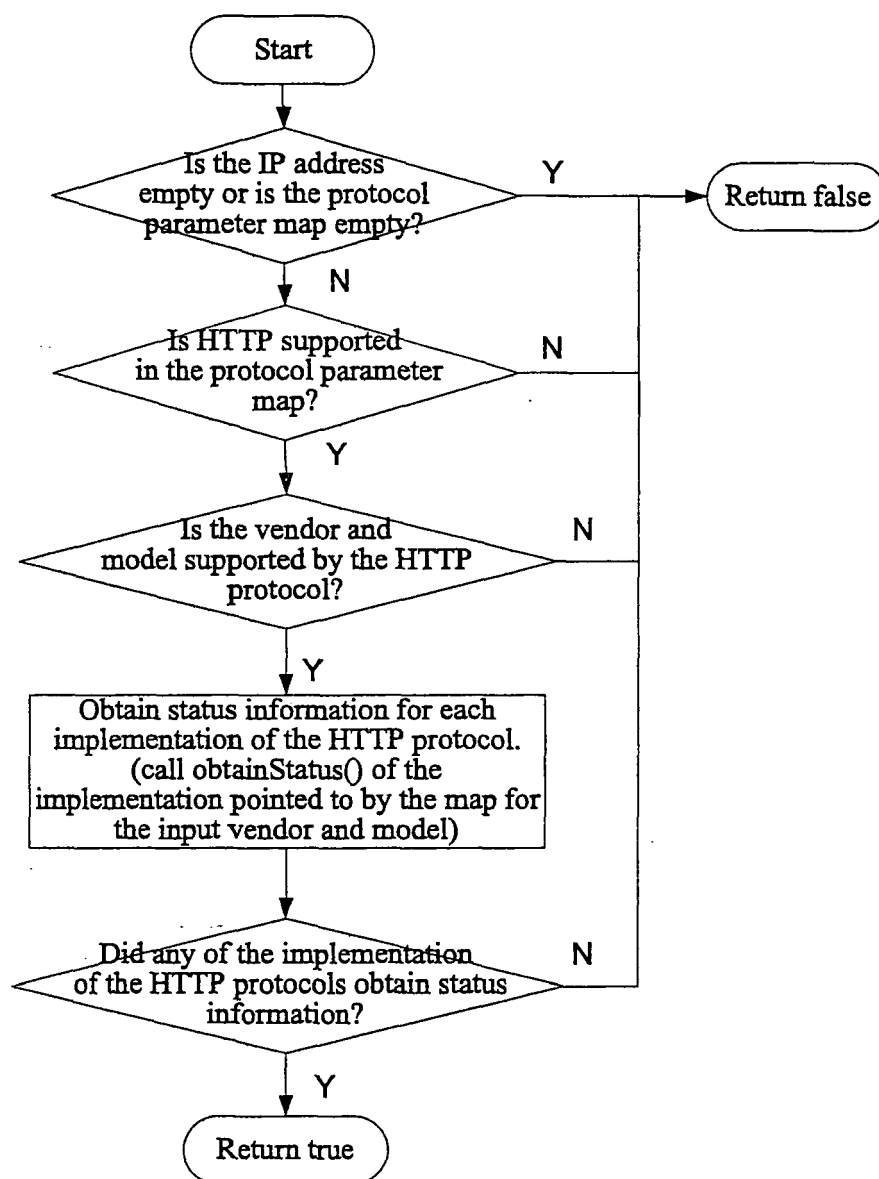 Start
Is the IP address
empty or is the protocol
parameter map empty?
Y
Return false
N
Is HTTP supported
in the protocol parameter
map?
N
Y
Is the vendor and
model supported by the HTTP
protocol?
N
Y
Obtain status information for each
implementation of the HTTP protocol.
(call obtainStatus() of the
implementation pointed to by the map for
the input vendor and model)
Did any of the implementation
of the HTTP protocols obtain status
information?
N
Y
Return true